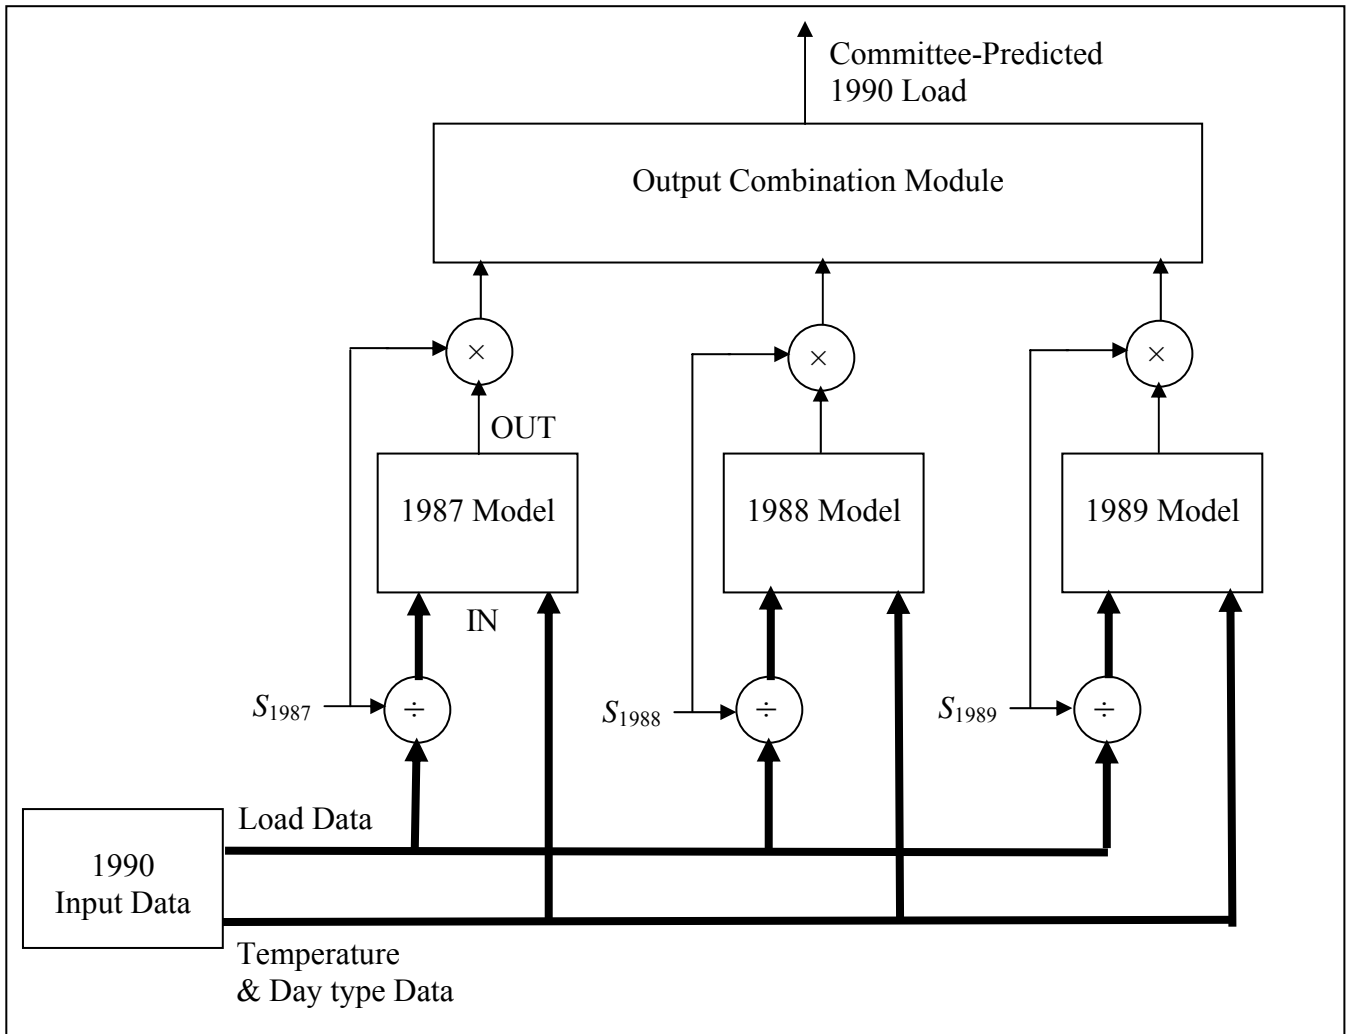 Committee-Predicted
1990 Load
Output Combination Module
×
×
×
OUT
1987 Model
1988 Model
1989 Model
IN
S1987
÷
S1988
÷
S1989
÷
Load Data
1990
Input Data
Temperature
& Day type Data